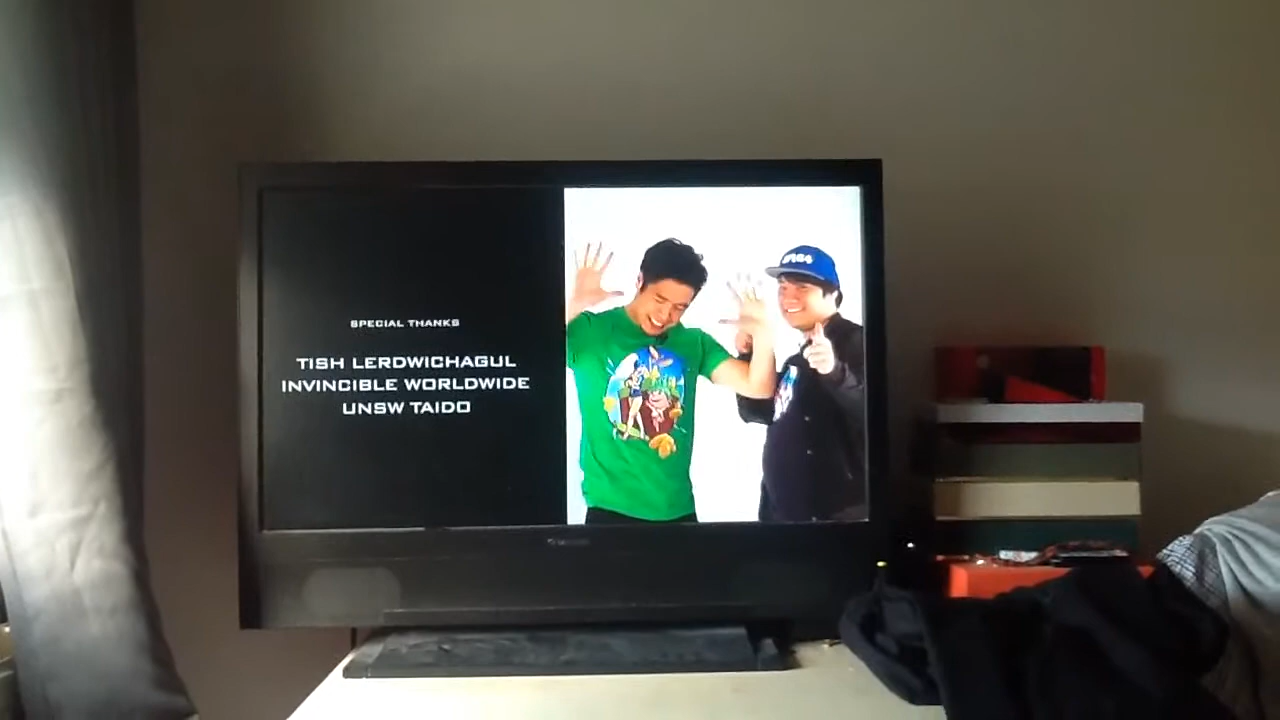 SPECIAL THANKS
TISH LERDWICHAGUL
INVINCIBLE WORLDWIDE
UNSW TAIDO